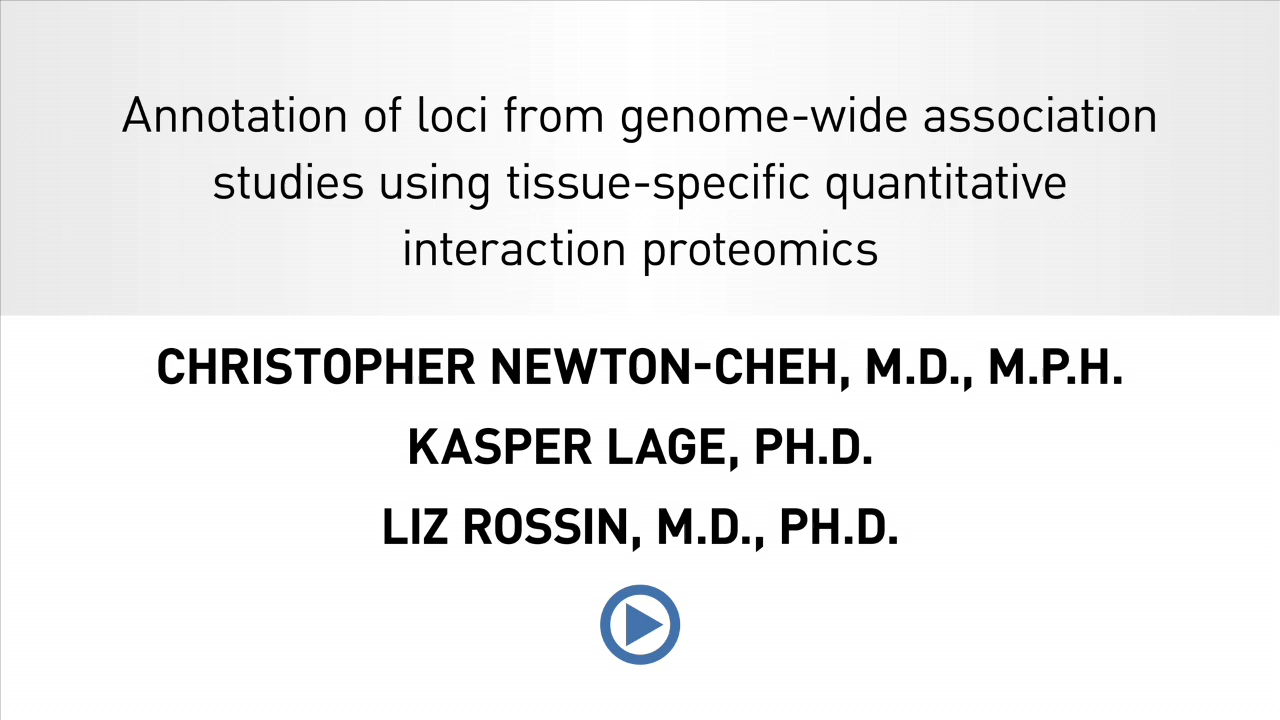 Annotation of loci from genome-wide association
studies using tissue-specific quantitative
interaction proteomics
CHRISTOPHER NEWTON-CHEH, M.D., M.P.H.
KASPER LAGE, PH.D.
LIZ ROSSIN, M.D., PH.D.